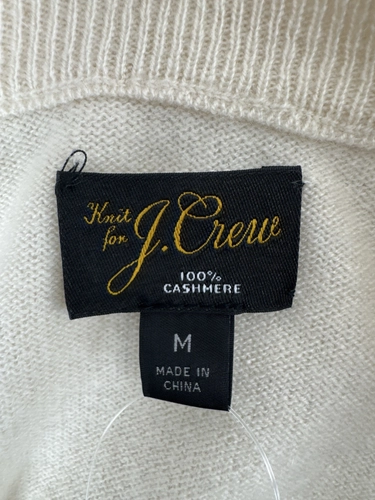 Knit
for J.Crew
100%
CASHMERE
M
MADE IN
CHINA